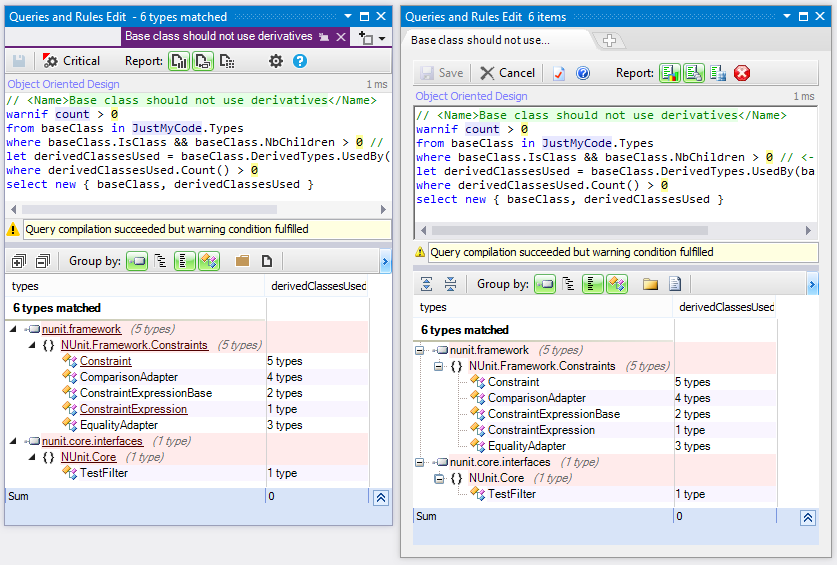 Queries and Rules Edit - 6 types matched
Base class should not use derivatives
Critical Report:
Object Oriented Design 1 ms
// <Name>Base class should not use derivatives</Name>
warnif count > 0
from baseClass in JustMyCode.Types
where baseClass.IsClass && baseClass.NbChildren > 0 //
let derivedClassesUsed = baseClass.DerivedTypes.UsedBy(
where derivedClassesUsed.Count() > 0
select new { baseClass, derivedClassesUsed }
Query compilation succeeded but warning condition fulfilled
Group by:
types derivedClassesUsed
6 types matched
nunit.framework (5 types)
{} NUnit.Framework.Constraints (5 types)
Constraint 5 types
ComparisonAdapter 4 types
ConstraintExpressionBase 2 types
ConstraintExpression 1 type
EqualityAdapter 3 types
nunit.core.interfaces (1 type)
{} NUnit.Core (1 type)
TestFilter 1 type
Sum 0
Queries and Rules Edit 6 items
Base class should not use...
Save Cancel Report:
Object Oriented Design 1 ms
// <Name>Base class should not use derivatives</Name>
warnif count > 0
from baseClass in JustMyCode.Types
where baseClass.IsClass && baseClass.NbChildren > 0 // <-
let derivedClassesUsed = baseClass.DerivedTypes.UsedBy(ba
where derivedClassesUsed.Count() > 0
select new { baseClass, derivedClassesUsed }
Query compilation succeeded but warning condition fulfilled
Group by:
types derivedClassesUsed
6 types matched
nunit.framework (5 types)
{} NUnit.Framework.Constraints (5 types)
Constraint 5 types
ComparisonAdapter 4 types
ConstraintExpressionBase 2 types
ConstraintExpression 1 type
EqualityAdapter 3 types
nunit.core.interfaces (1 type)
{} NUnit.Core (1 type)
TestFilter 1 type
Sum 0